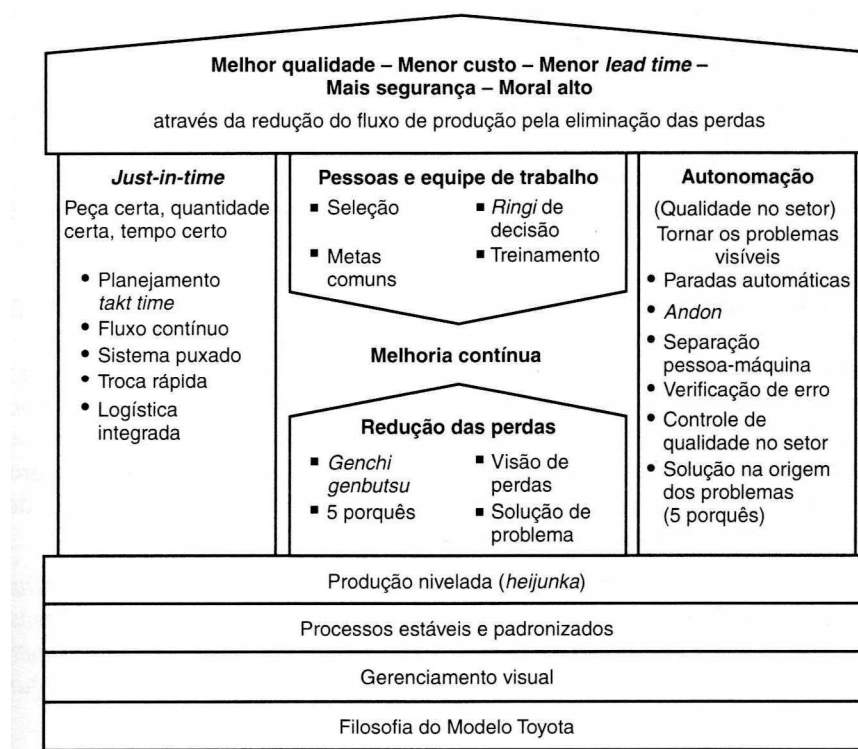 Melhor qualidade – Menor custo – Menor lead time –
Mais segurança – Moral alto
através da redução do fluxo de produção pela eliminação das perdas
Just-in-time
Peça certa, quantidade
certa, tempo certo
• Planejamento
takt time
• Fluxo contínuo
• Sistema puxado
• Troca rápida
• Logística
integrada
Pessoas e equipe de trabalho
■ Seleção
■ Ringi de
decisão
■ Metas
comuns
■ Treinamento
Melhoria contínua
Redução das perdas
■ Genchi
genbutsu
■ Visão de
perdas
■ 5 porquês
■ Solução de
problema
Autonomação
(Qualidade no setor)
Tornar os problemas
visíveis
• Paradas automáticas
• Andon
• Separação
pessoa-máquina
• Verificação de erro
• Controle de
qualidade no setor
• Solução na origem
dos problemas
(5 porquês)
Produção nivelada (heijunka)
Processos estáveis e padronizados
Gerenciamento visual
Filosofia do Modelo Toyota